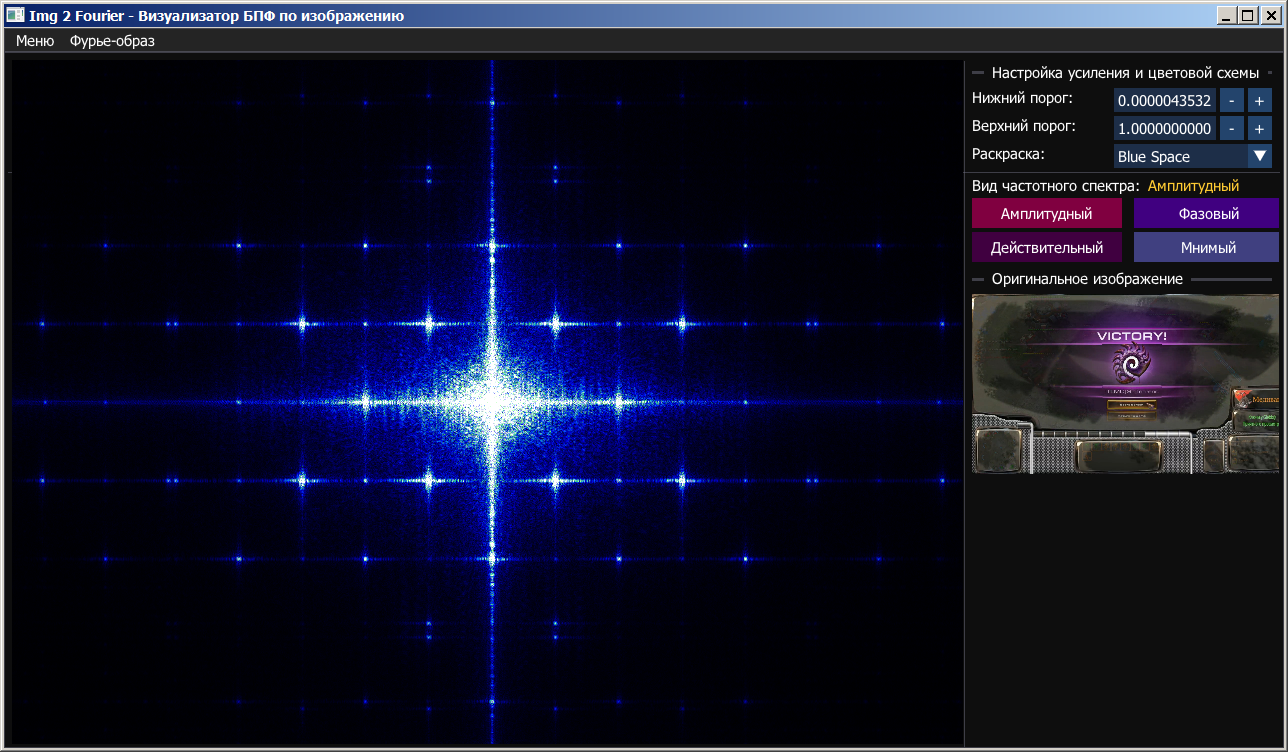 Img 2 Fourier - Визуализатор БПФ по изображению
Меню Фурье-образ
Настройка усиления и цветовой схемы
Нижний порог: 0.0000043532 - +
Верхний порог: 1.0000000000 - +
Раскраска: Blue Space
Вид частотного спектра: Амплитудный
Амплитудный Фазовый
Действительный Мнимый
Оригинальное изображение
VICTORY!